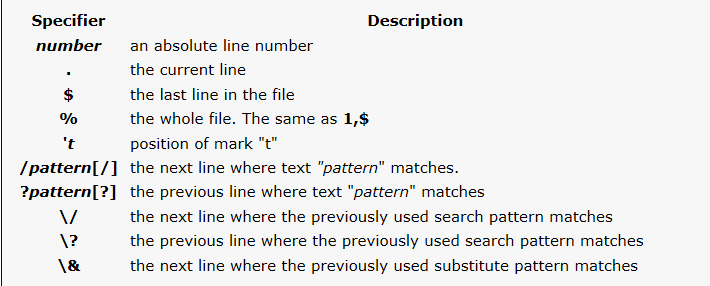 Specifier Description
number an absolute line number
. the current line
$ the last line in the file
% the whole file. The same as 1,$
't position of mark "t"
/pattern[/] the next line where text "pattern" matches.
?pattern[?] the previous line where text "pattern" matches
\/ the next line where the previously used search pattern matches
\? the previous line where the previously used search pattern matches
\& the next line where the previously used substitute pattern matches